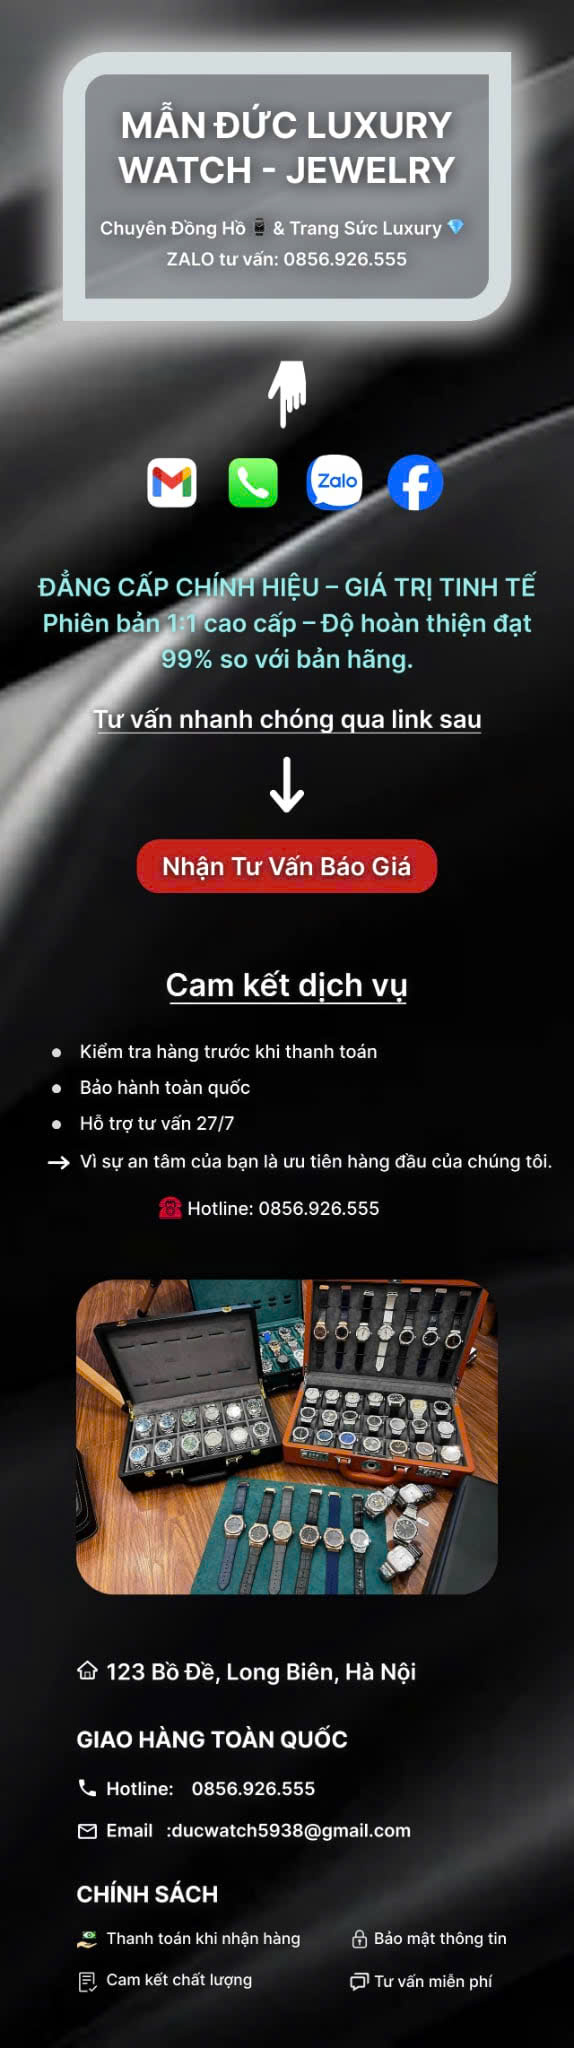 MẪN ĐỨC LUXURY
WATCH - JEWELRY
Chuyên Đồng Hồ & Trang Sức Luxury 💎
ZALO tư vấn: 0856.926.555
Zalo
ĐẲNG CẤP CHÍNH HIỆU – GIÁ TRỊ TINH TẾ
Phiên bản 1:1 cao cấp – Độ hoàn thiện đạt
99% so với bản hãng.
Tư vấn nhanh chóng qua link sau
Nhận Tư Vấn Báo Giá
Cam kết dịch vụ
Kiểm tra hàng trước khi thanh toán
Bảo hành toàn quốc
Hỗ trợ tư vấn 27/7
→ Vì sự an tâm của bạn là ưu tiên hàng đầu của chúng tôi.
☎ Hotline: 0856.926.555
123 Bồ Đề, Long Biên, Hà Nội
GIAO HÀNG TOÀN QUỐC
Hotline: 0856.926.555
Email :ducwatch5938@gmail.com
CHÍNH SÁCH
Thanh toán khi nhận hàng
Bảo mật thông tin
Cam kết chất lượng
Tư vấn miễn phí